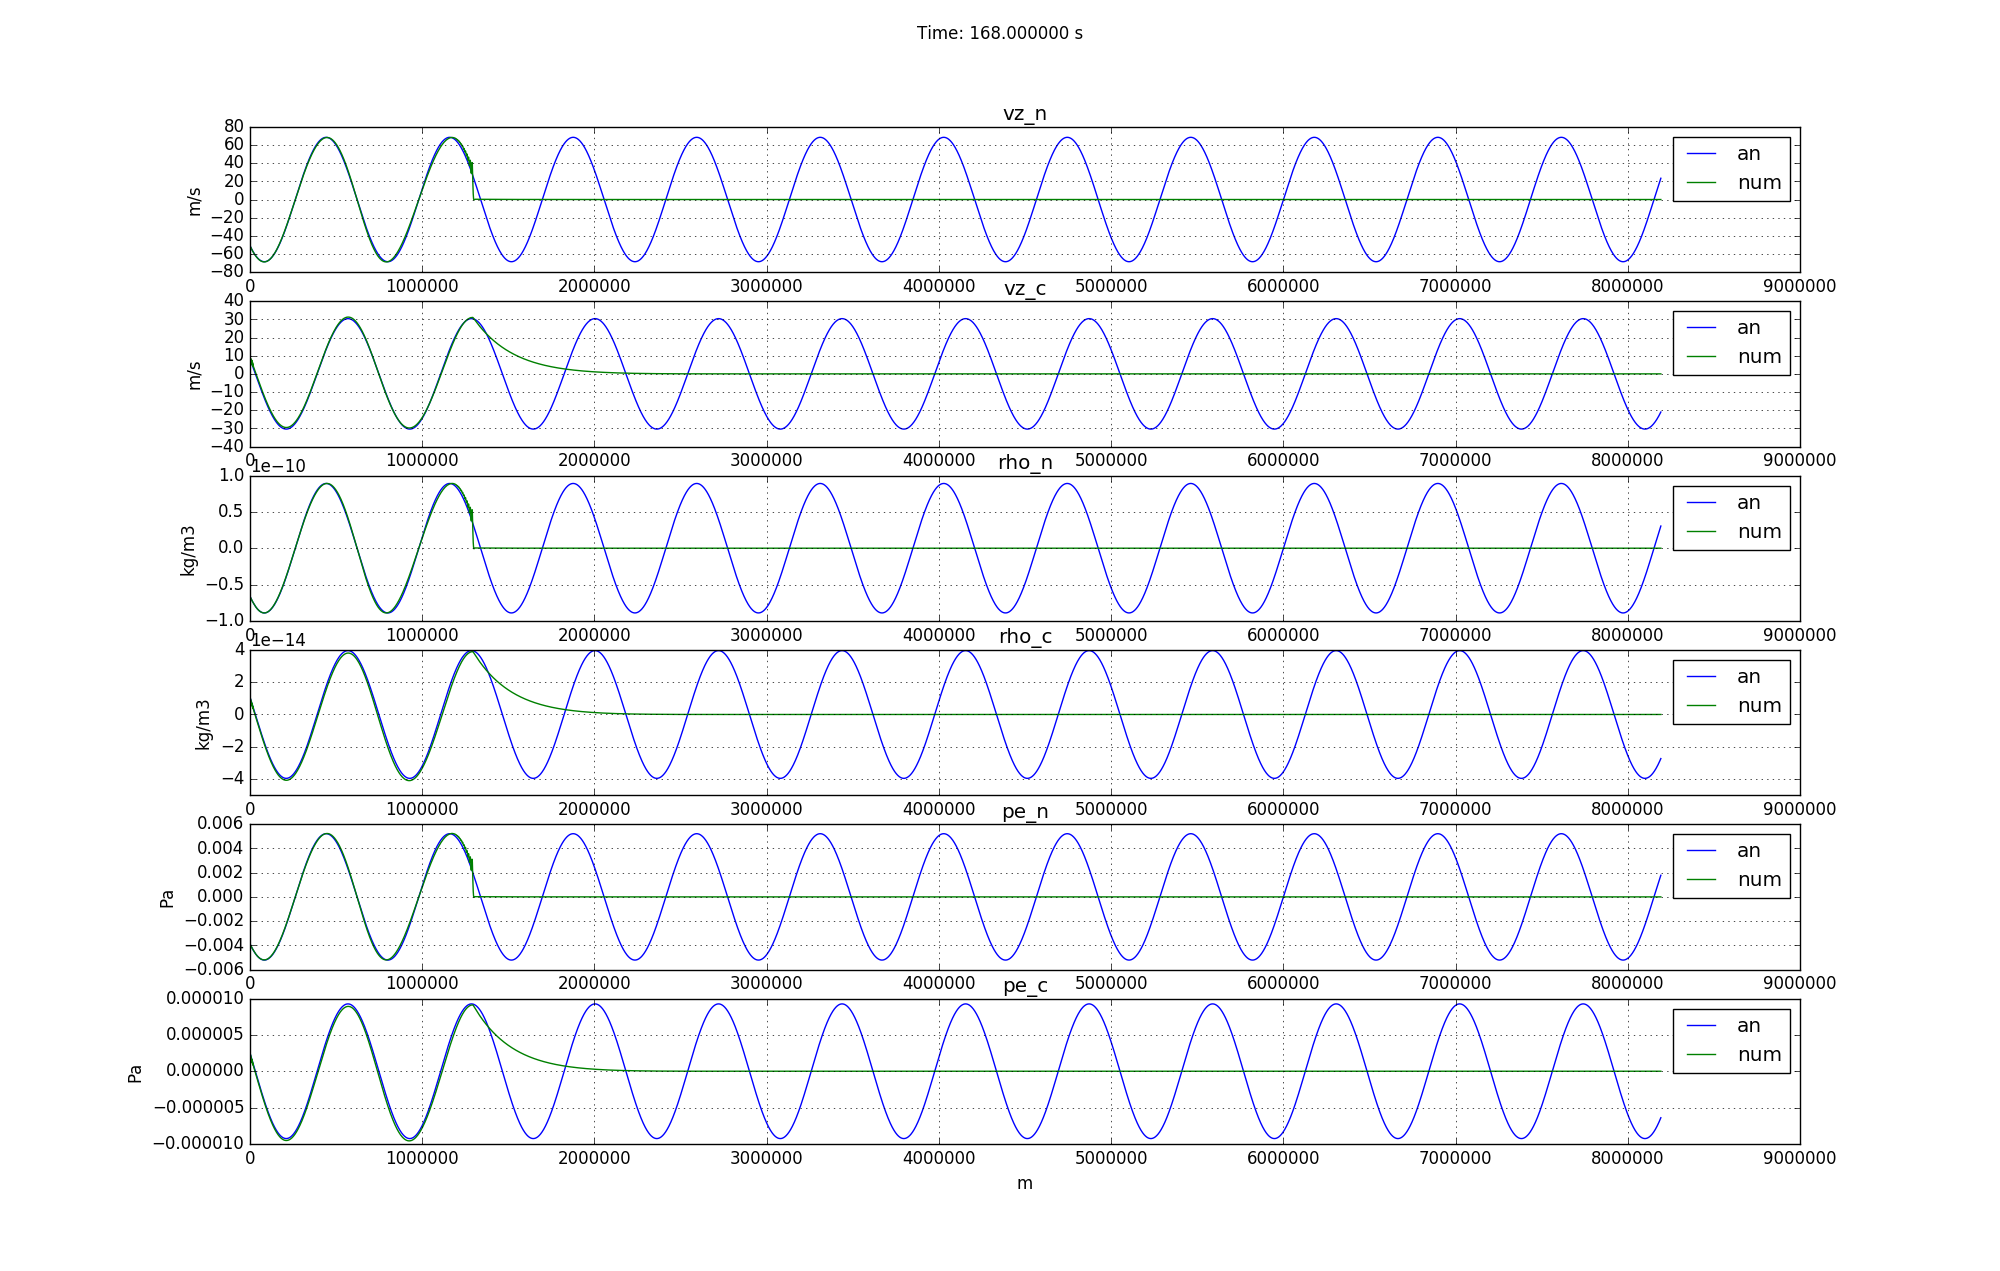 Time: 168.000000 s
vz_n
80
60
40
20
0
−20
−40
−60
−80
m/s
an
num
0 1000000 2000000 3000000 4000000 5000000 6000000 7000000 8000000 9000000
vz_c
40
30
20
10
0
−10
−20
−30
−40
m/s
an
num
0 1000000 2000000 3000000 4000000 5000000 6000000 7000000 8000000 9000000
1e−10
rho_n
1.0
0.5
0.0
−0.5
−1.0
kg/m3
an
num
0 1000000 2000000 3000000 4000000 5000000 6000000 7000000 8000000 9000000
1e−14
rho_c
4
2
0
−2
−4
kg/m3
an
num
0 1000000 2000000 3000000 4000000 5000000 6000000 7000000 8000000 9000000
pe_n
0.006
0.004
0.002
0.000
−0.002
−0.004
−0.006
Pa
an
num
0 1000000 2000000 3000000 4000000 5000000 6000000 7000000 8000000 9000000
pe_c
0.000010
0.000005
0.000000
−0.000005
−0.000010
Pa
an
num
0 1000000 2000000 3000000 4000000 5000000 6000000 7000000 8000000 9000000
m